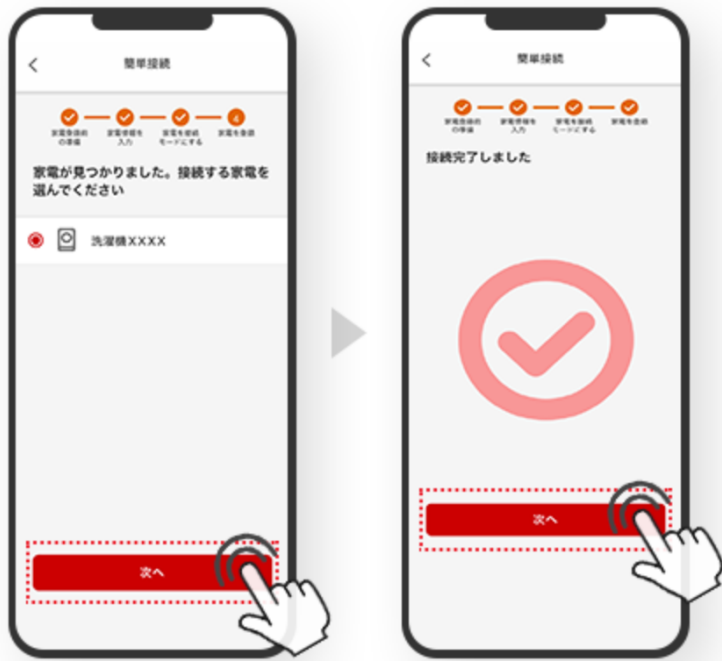 簡単接続
4
家電登録前
の準備
家電情報を
入力
家電を接続
モードにする
家電を登録
家電が見つかりました。接続する家電を
選んでください
洗濯機XXXX
次へ
簡単接続
家電登録前
の準備
家電情報を
入力
家電を接続
モードにする
家電を登録
接続完了しました
次へ